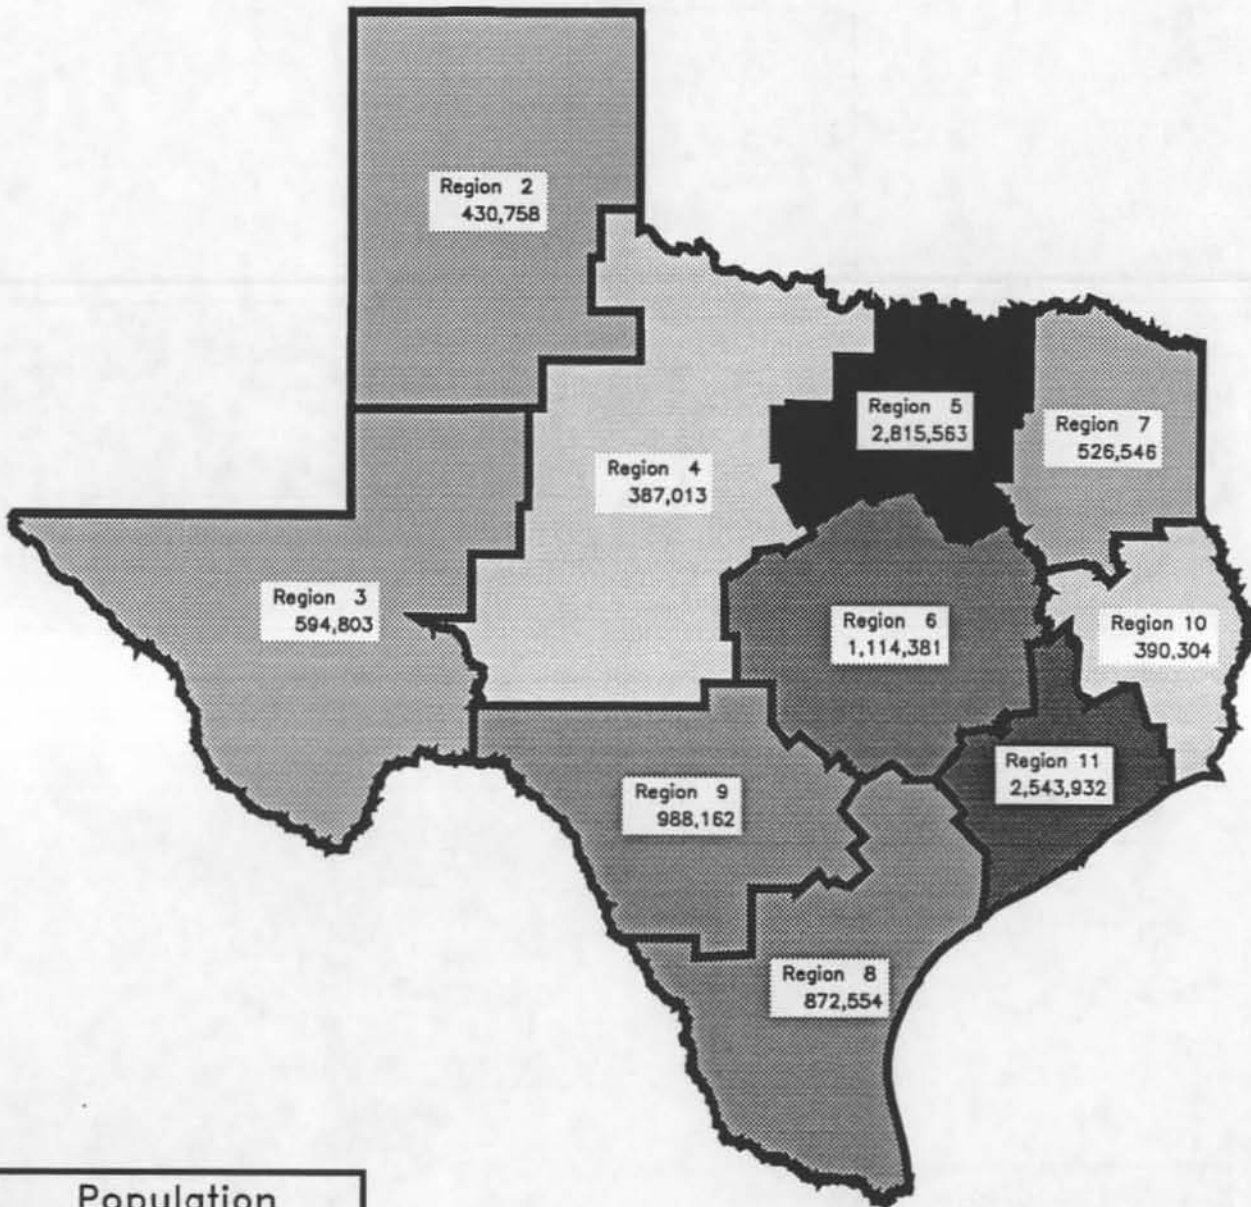 Region 2
430,758
Region 5
2,815,563
Region 7
526,546
Region 4
387,013
Region 3
594,803
Region 6
1,114,381
Region 10
390,304
Region 11
2,543,932
Region 9
988,162
Region 8
872,554
Population